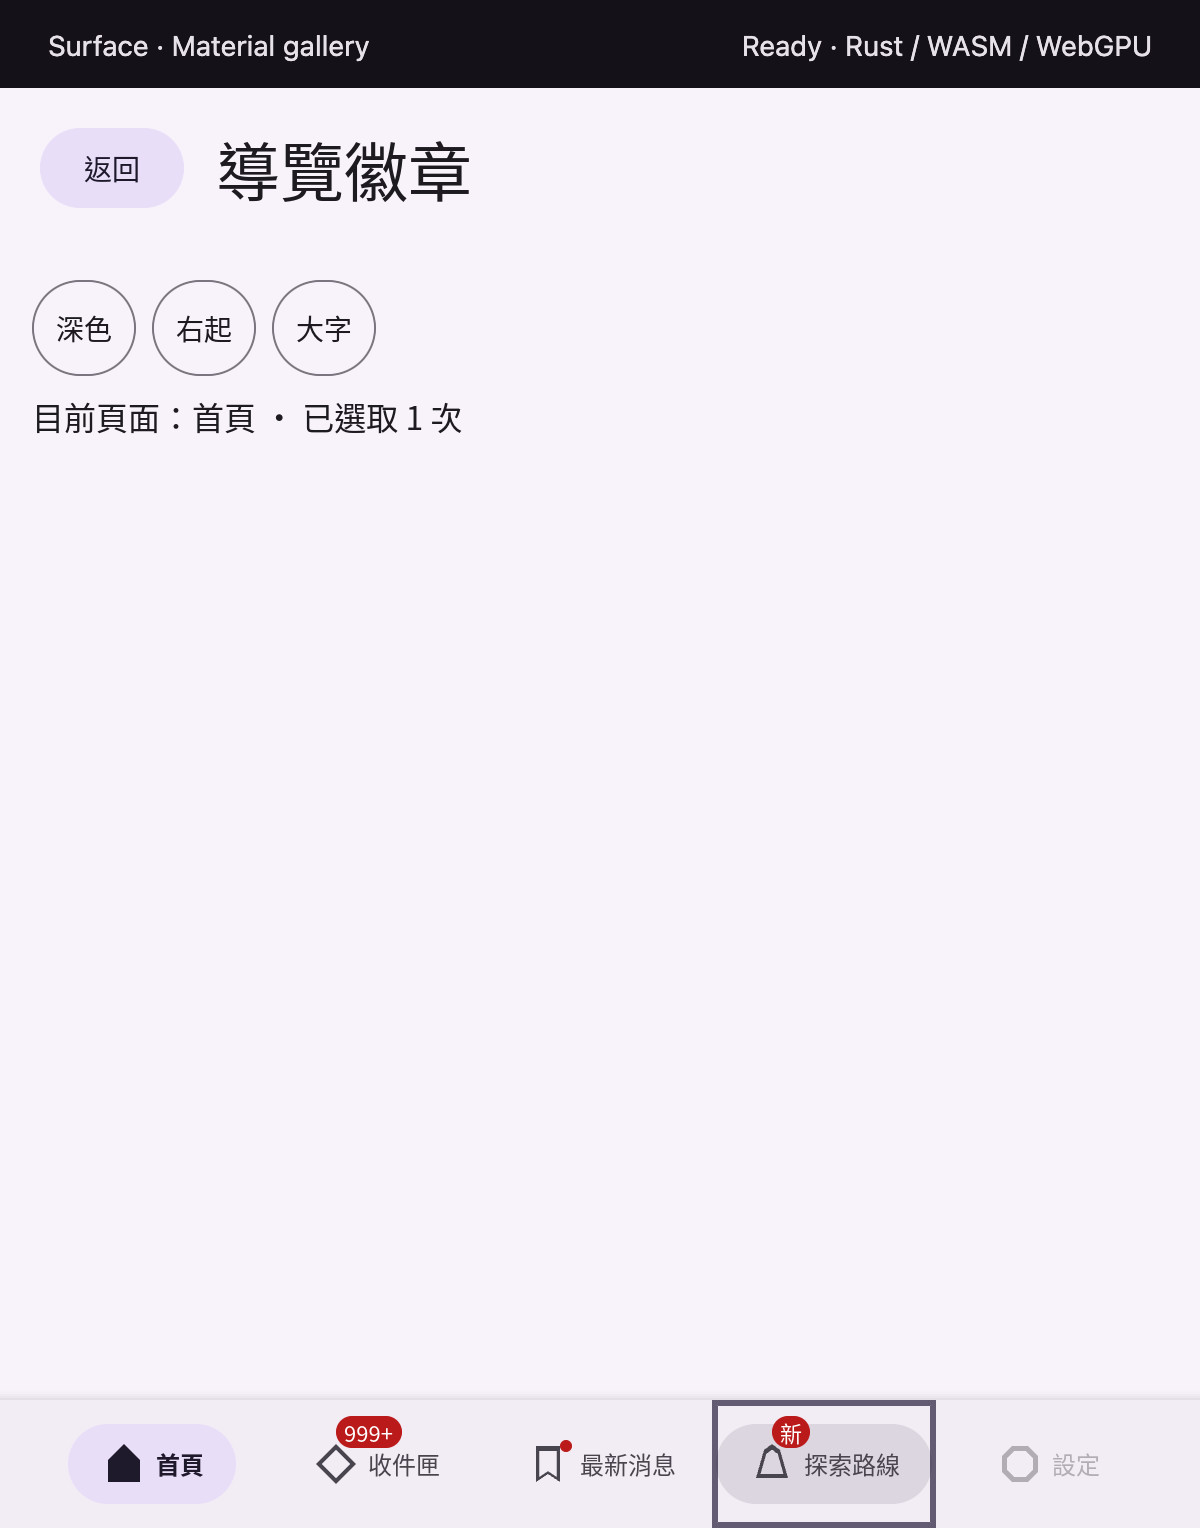 Surface · Material gallery
Ready · Rust / WASM / WebGPU
返回
導覽徽章
深色
右起
大字
目前頁面：首頁 · 已選取 1 次
首頁
999+
收件匣
最新消息
新
探索路線
設定